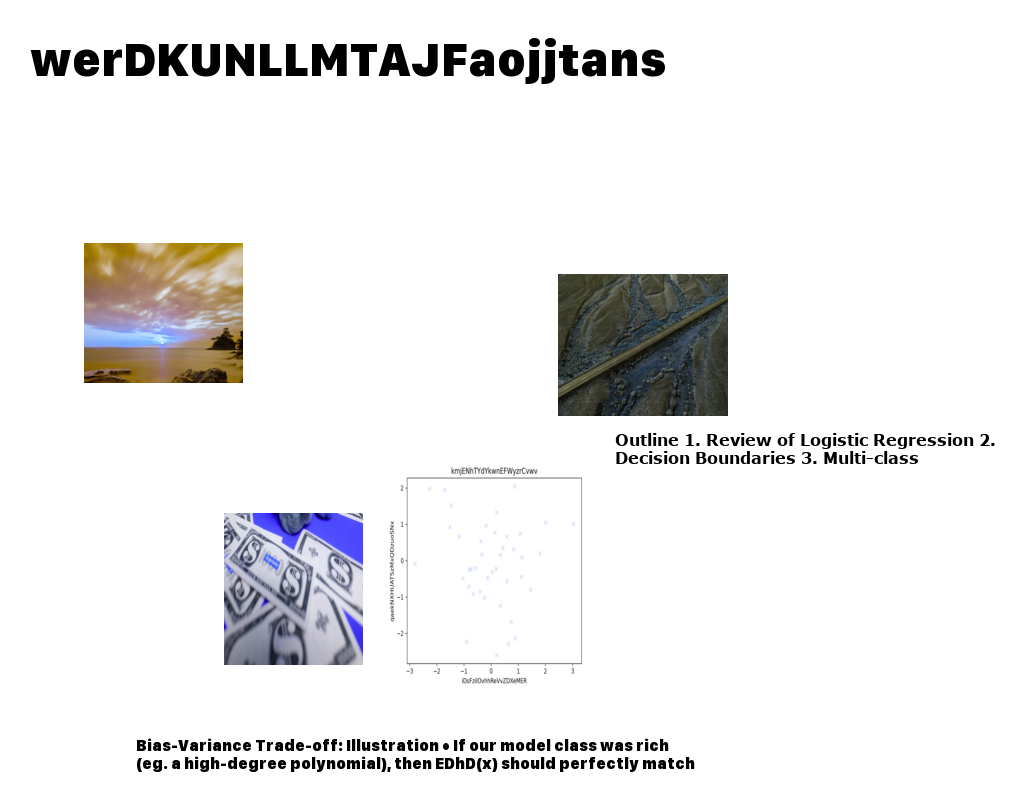 werDKUNLLMTAJFaojjtans
Outline 1. Review of Logistic Regression 2.
Decision Boundaries 3. Multi-class
kmjENhTYdYkwnEFWyzrCvwv
2
1
0
−1
−2
−3 −2 −1 0 1 2 3
Bias-Variance Trade-off: Illustration • If our model class was rich
(eg. a high-degree polynomial), then EDhD(x) should perfectly match